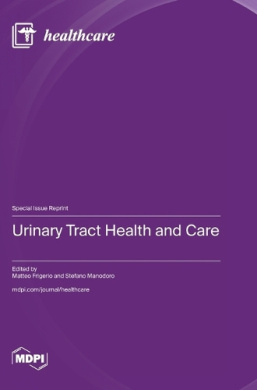 healthcare
Special Issue Reprint
Urinary Tract Health and Care
Edited by
Matteo Frigerio and Stefano Manodoro
mdpi.com/journal/healthcare
MDPI